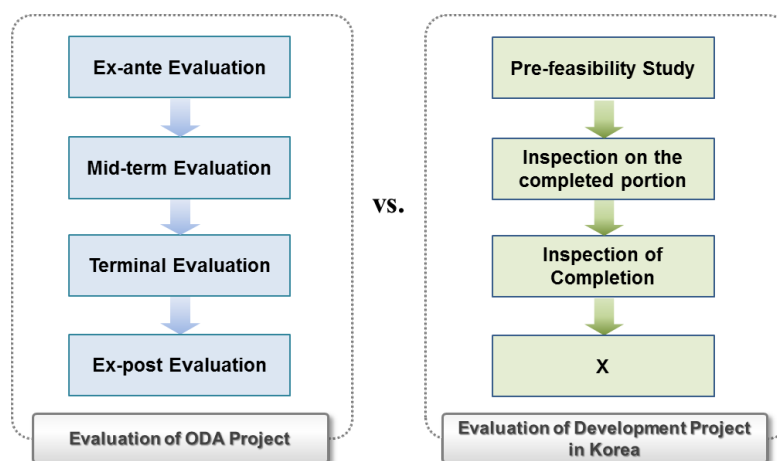 Ex-ante Evaluation
Mid-term Evaluation
Terminal Evaluation
Ex-post Evaluation
Evaluation of ODA Project
vs.
Pre-feasibility Study
Inspection on the
completed portion
Inspection of
Completion
X
Evaluation of Development Project
in Korea